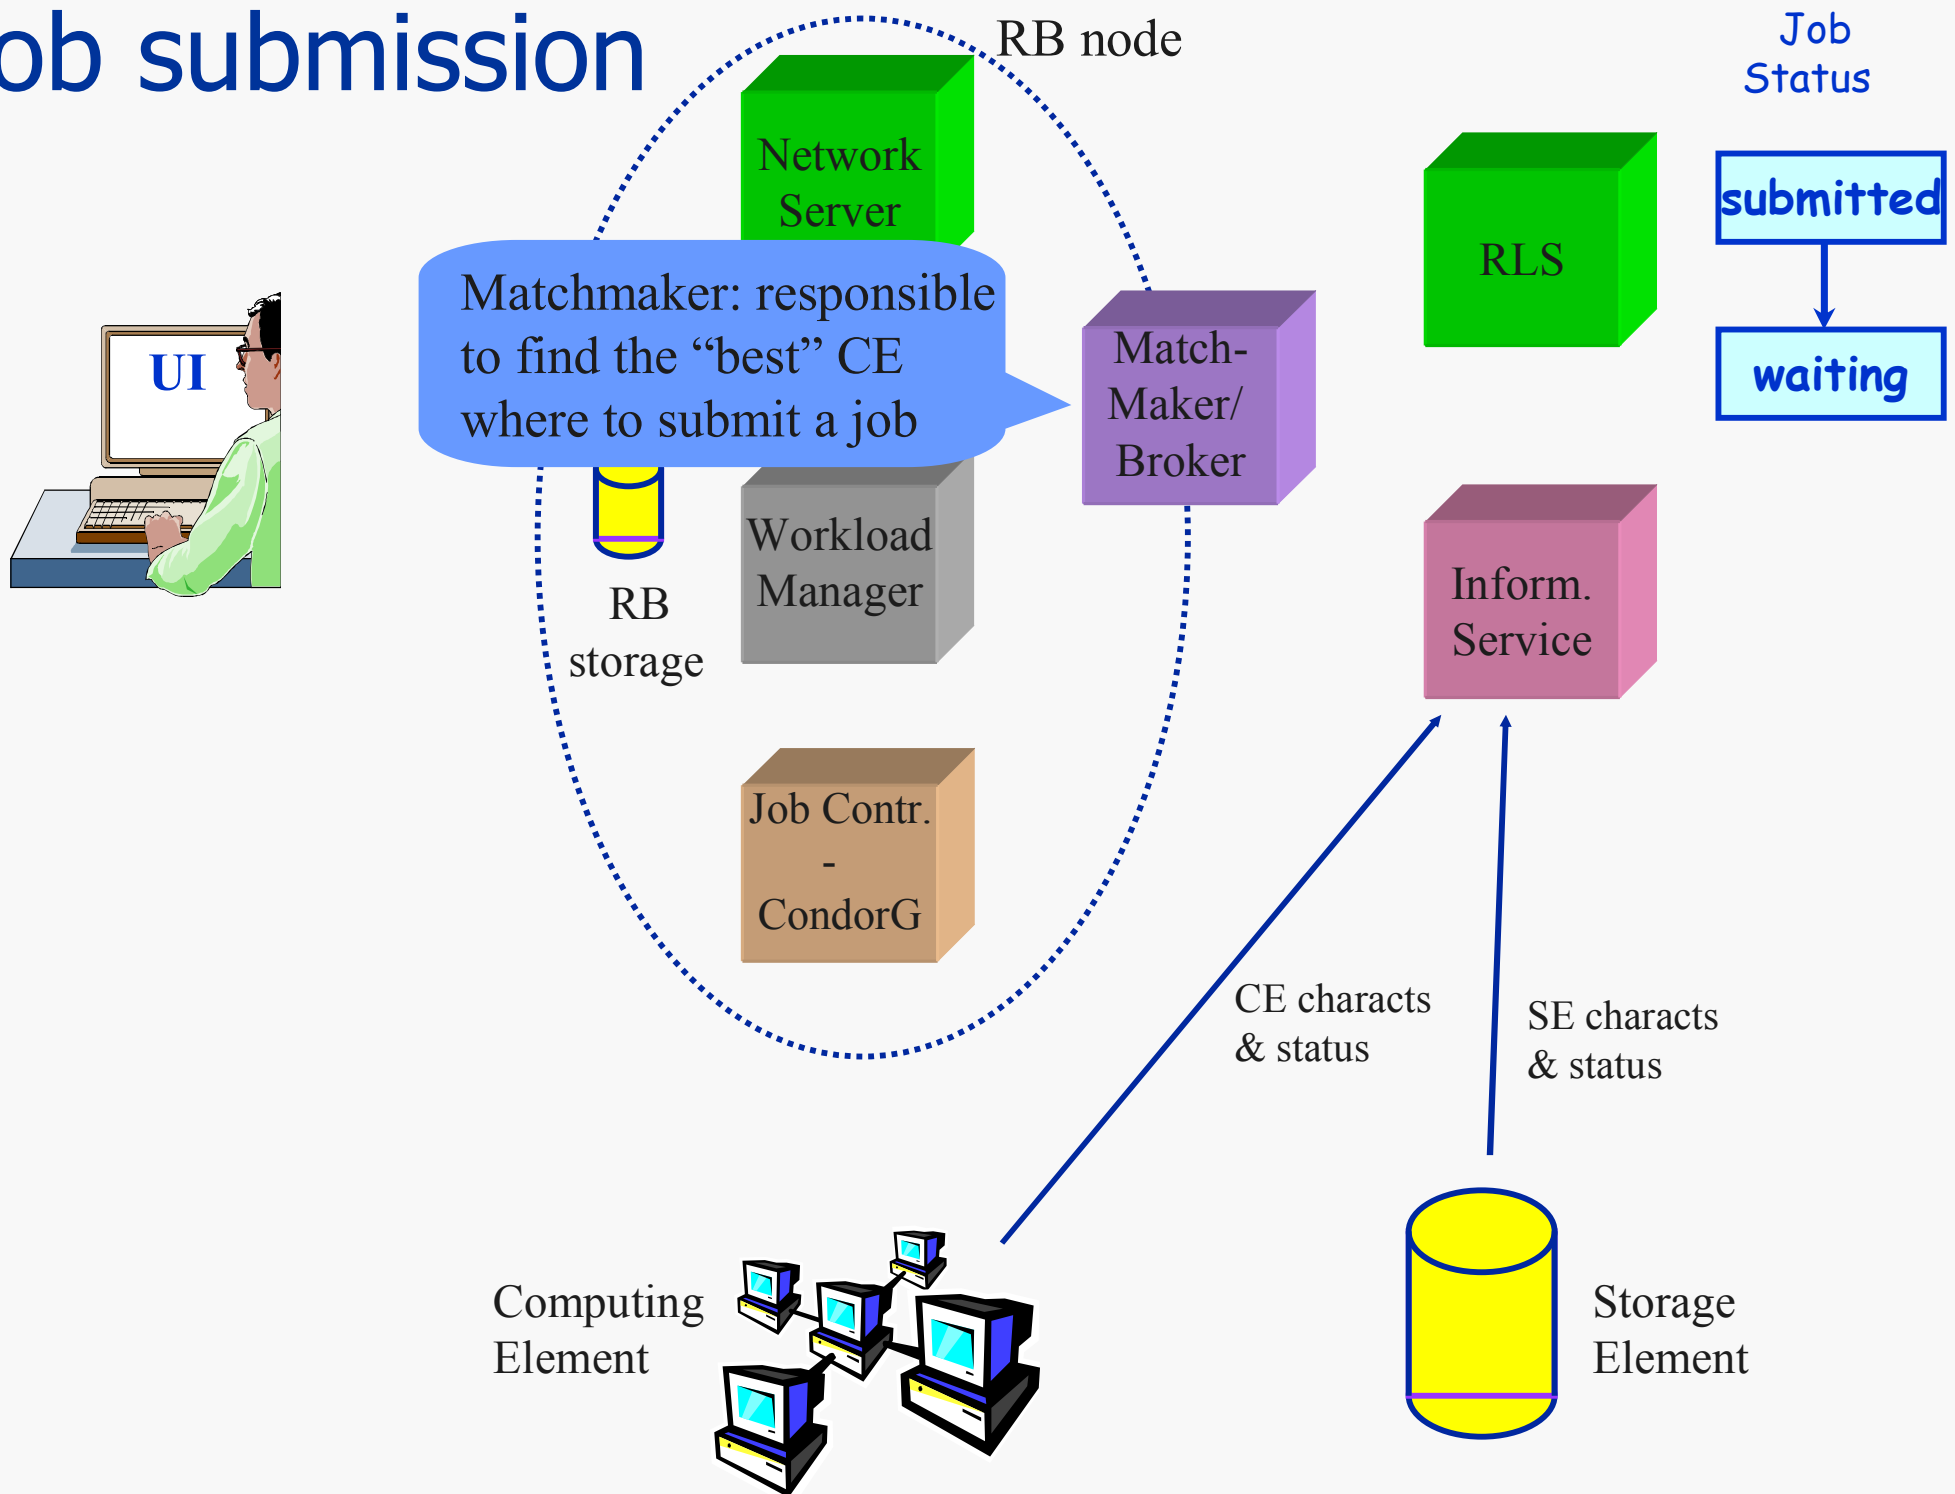 ob submission
RB node
Job
Status
Network
Server
submitted
RLS
Matchmaker: responsible
to find the “best” CE
where to submit a job
UI
Match-
Maker/
Broker
waiting
Workload
Manager
RB
storage
Inform.
Service
Job Contr.
-
CondorG
CE characts
& status
SE characts
& status
Computing
Element
Storage
Element